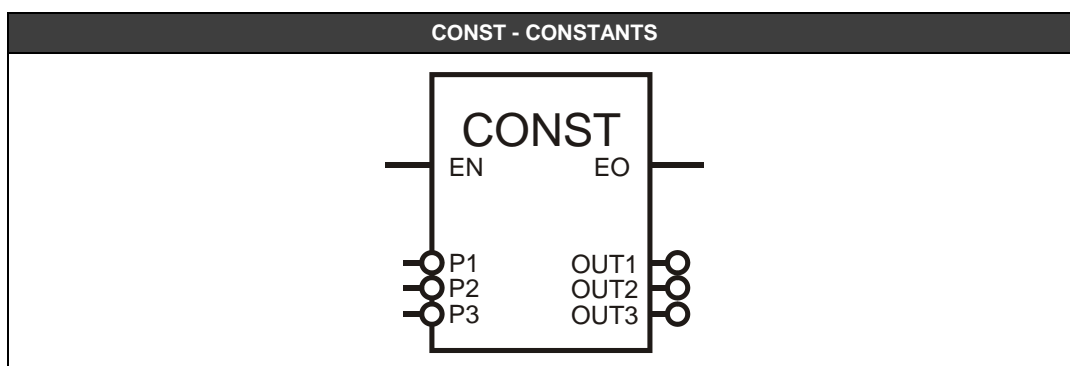 CONST - CONSTANTS
CONST
EN EO
P1 OUT1
P2 OUT2
P3 OUT3